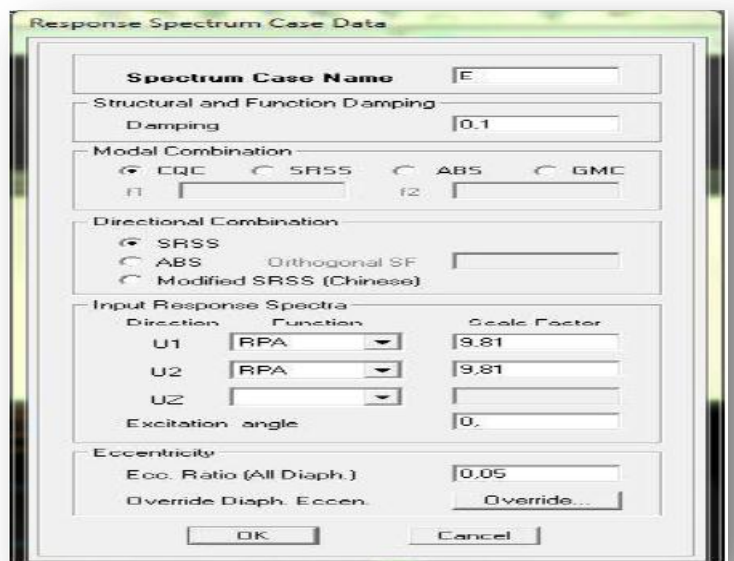 Response Spectrum Case Data
Spectrum Case Name E
Structural and Function Damping
Damping 0.1
Modal Combination
CQC SRSS ABS GMC
f1 f2
Directional Combination
SRSS
ABS Orthogonal SF
Modified SRSS (Chinese)
Input Response Spectra
Direction Function Scale Factor
U1 RPA 9.81
U2 RPA 9,81
UZ
Excitation angle 0,
Eccentricity
Ecc. Ratio (All Diaph.) 0,05
Override Diaph. Eccen. Override...
OK Cancel